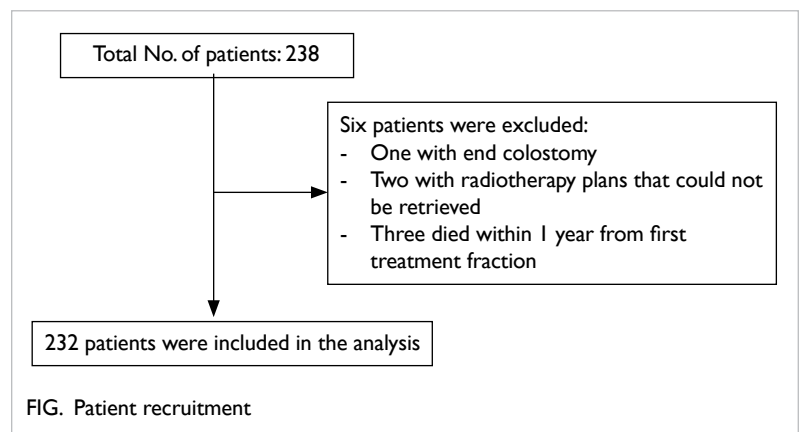 Total No. of patients: 238
Six patients were excluded:
- One with end colostomy
- Two with radiotherapy plans that could not
be retrieved
- Three died within 1 year from first
treatment fraction
232 patients were included in the analysis
FIG. Patient recruitment